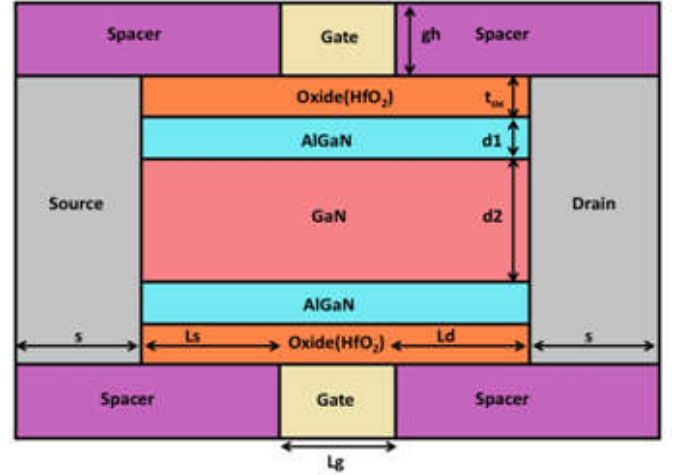 Spacer
Gate
gh
Spacer
Oxide(HfO₂)
tₒₓ
AlGaN
d1
Source
GaN
d2
Drain
AlGaN
s
Ls
Oxide(HfO₂)
Ld
s
Spacer
Gate
Spacer
Lg